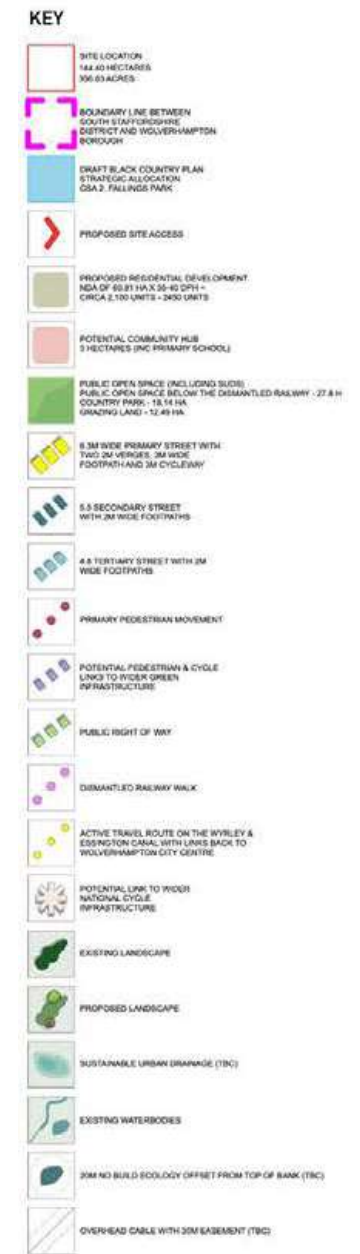 KEY
SITE LOCATION
144.40 HECTARES
356.83 ACRES
BOUNDARY LINE BETWEEN
SOUTH STAFFORDSHIRE
DISTRICT AND WOLVERHAMPTON
BOROUGH
DRAFT BLACK COUNTRY PLAN
STRATEGIC ALLOCATION
CSA 2. FALLINGS PARK
PROPOSED SITE ACCESS
PROPOSED RESIDENTIAL DEVELOPMENT
NDA OF 60.91 HA X 35-40 DPH =
CIRCA 2,100 UNITS - 2450 UNITS
POTENTIAL COMMUNITY HUB
3 HECTARES (INC PRIMARY SCHOOL)
PUBLIC OPEN SPACE (INCLUDING SUDS)
PUBLIC OPEN SPACE BELOW THE DISMANTLED RAILWAY - 27.8 H
COUNTRY PARK - 18.14 HA
GRAZING LAND - 12.49 HA
6.3M WIDE PRIMARY STREET WITH
TWO 2M VERGES, 3M WIDE
FOOTPATH AND 3M CYCLEWAY
5.5 SECONDARY STREET
WITH 2M WIDE FOOTPATHS
4.8 TERTIARY STREET WITH 2M
WIDE FOOTPATHS
PRIMARY PEDESTRIAN MOVEMENT
POTENTIAL PEDESTRIAN & CYCLE
LINKS TO WIDER GREEN
INFRASTRUCTURE
PUBLIC RIGHT OF WAY
DISMANTLED RAILWAY WALK
ACTIVE TRAVEL ROUTE ON THE WYRLEY &
ESSINGTON CANAL WITH LINKS BACK TO
WOLVERHAMPTON CITY CENTRE
POTENTIAL LINK TO WIDER
NATIONAL CYCLE
INFRASTRUCTURE
EXISTING LANDSCAPE
PROPOSED LANDSCAPE
SUSTAINABLE URBAN DRAINAGE (TBC)
EXISTING WATERBODIES
20M NO BUILD ECOLOGY OFFSET FROM TOP OF BANK (TBC)
OVERHEAD CABLE WITH 30M EASEMENT (TBC)